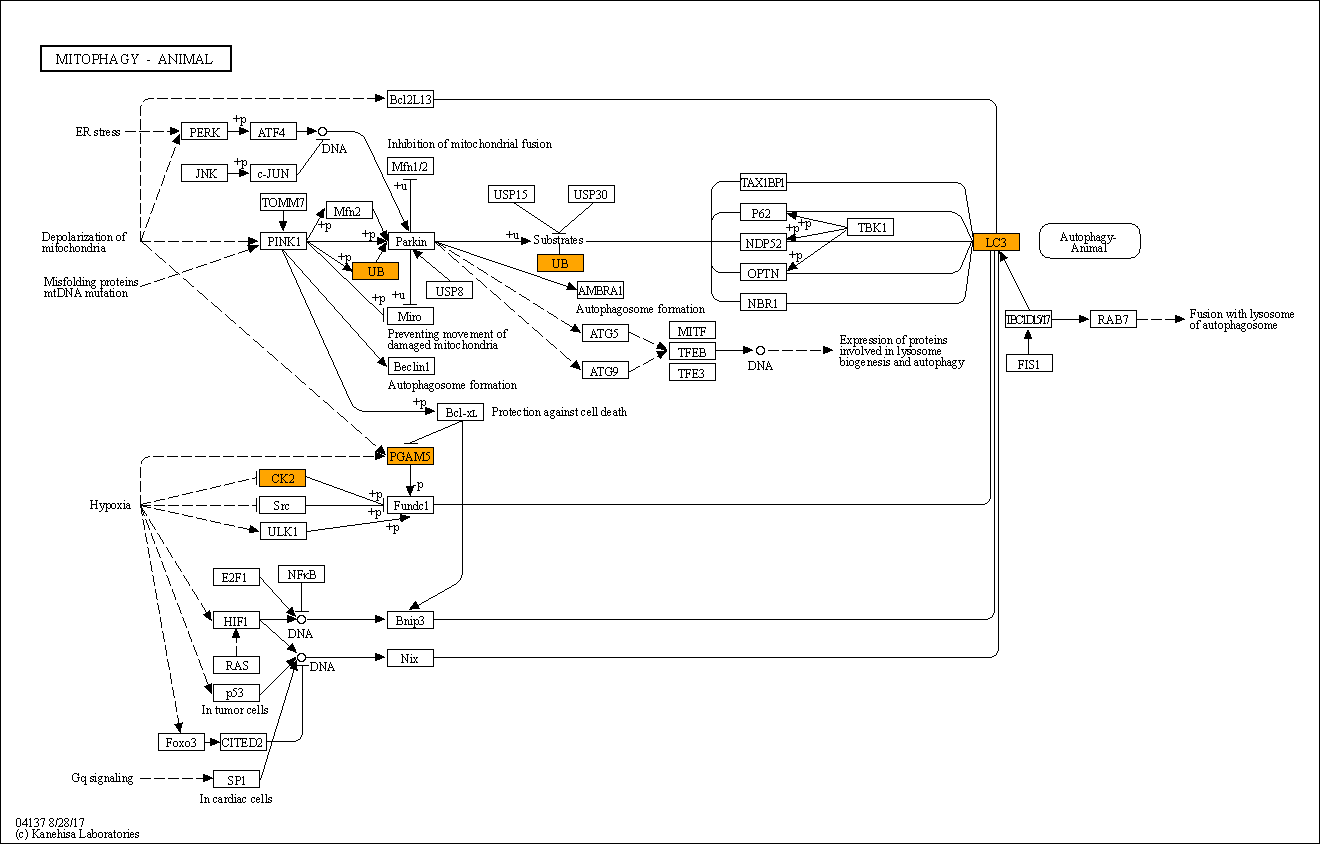 MITOPHAGY - ANIMAL
Bcl2L13
ER stress
PERK
+p
ATF4
DNA
Inhibition of mitochondrial fusion
JNK
+p
c-JUN
Mfn1/2
+u
TOMM7
Mfn2
USP15
USP30
TAX1BP1
P62
TBK1
+p
+p
+p
Depolarization of
mitochondria
PINK1
+p
+p
Parkin
+u
Substrates
NDP52
LC3
Autophagy-
Animal
UB
+p
UB
OPTN
Misfolding proteins
mtDNA mutation
USP8
AMBRA1
NBR1
+p
+u
Miro
Autophagosome formation
Preventing movement of
damaged mitochondria
ATG5
MITF
TFEB
TFE3
ATG9
DNA
Expression of proteins
involved in lysosome
biogenesis and autophagy
TBC1D15/17
RAB7
Fusion with lysosome
of autophagosome
FIS1
Beclin1
Autophagosome formation
+p
Bcl-xL
Protection against cell death
PGAM5
-p
CK2
+p
Hypoxia
Src
+p
Fundc1
ULK1
+p
E2F1
NFκB
HIF1
DNA
Bnip3
RAS
DNA
Nix
p53
In tumor cells
Foxo3
CITED2
Gq signaling
SP1
In cardiac cells
04137 8/28/17
(c) Kanehisa Laboratories